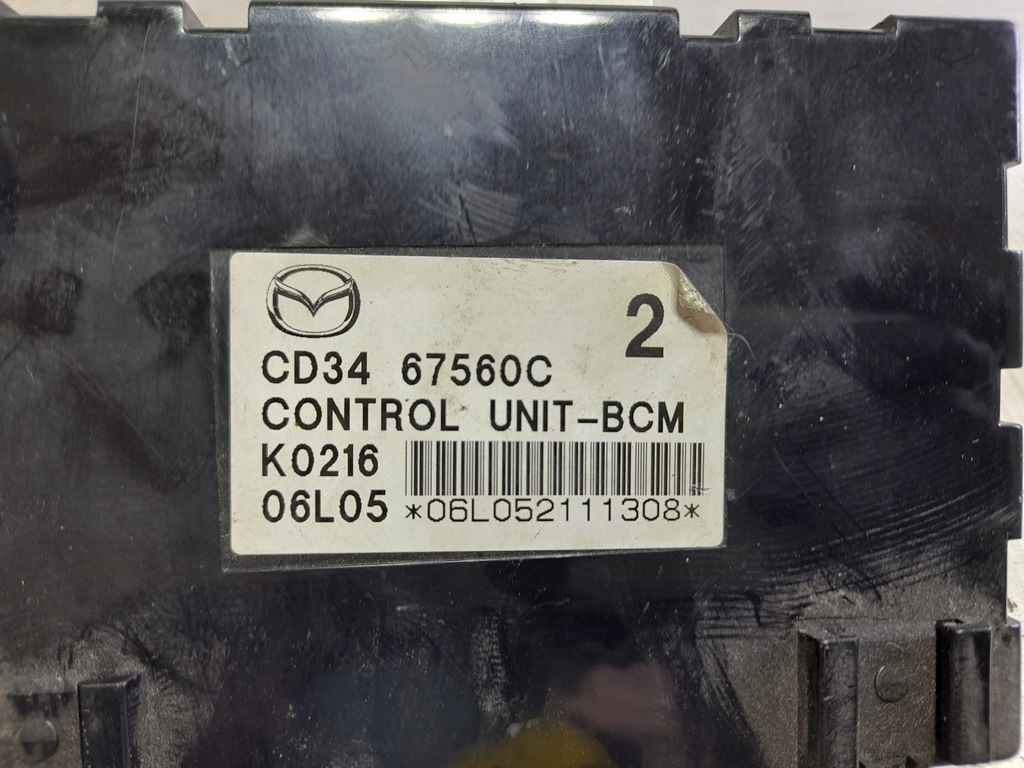 2
CD34 67560C
CONTROL UNIT-BCM
K0216
06L05 *06L052111308*